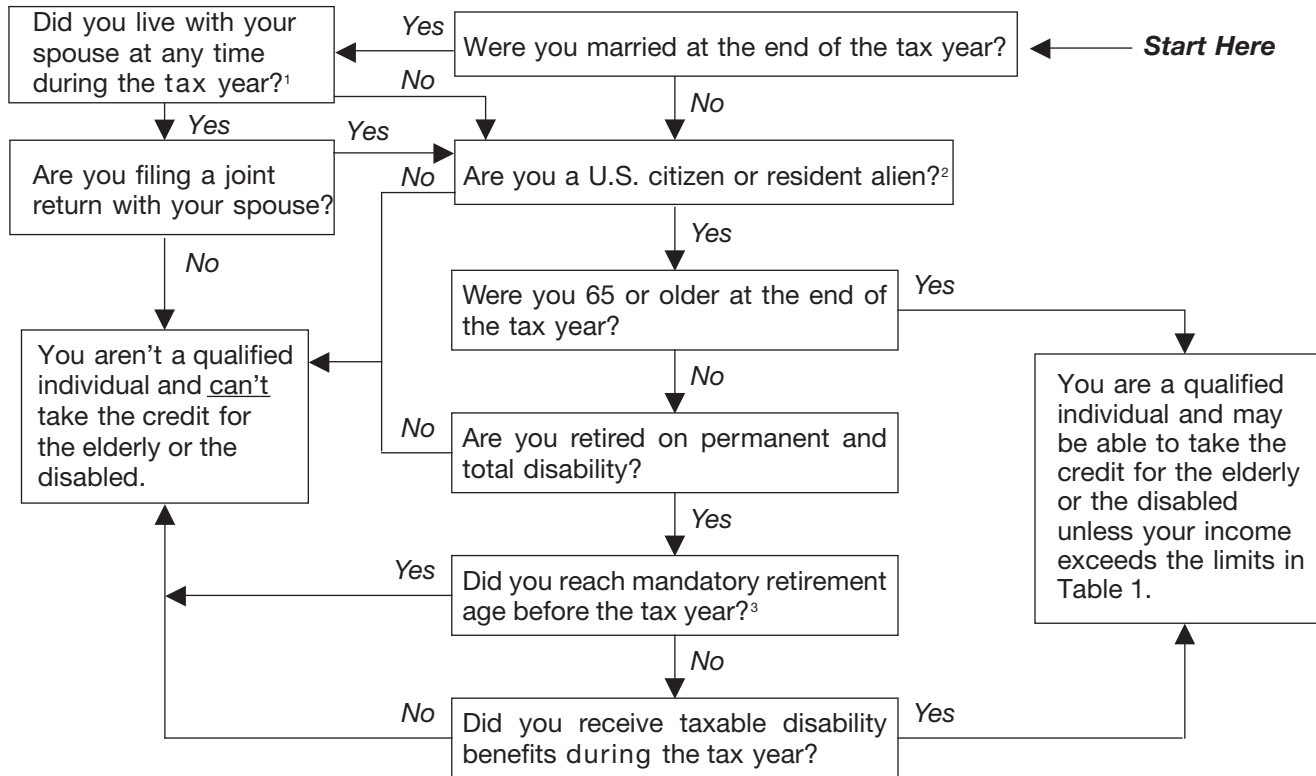 Did you live with your
spouse at any time
during the tax year?¹
Yes
Were you married at the end of the tax year?
Start Here
No
No
Yes
Yes
Are you filing a joint
return with your spouse?
No
Are you a U.S. citizen or resident alien?²
No
Yes
Were you 65 or older at the end of
the tax year?
Yes
You aren't a qualified
individual and can't
take the credit for
the elderly or the
disabled.
No
No
Are you retired on permanent and
total disability?
You are a qualified
individual and may
be able to take the
credit for the elderly
or the disabled
unless your income
exceeds the limits in
Table 1.
Yes
Yes
Did you reach mandatory retirement
age before the tax year?³
No
No
Did you receive taxable disability
benefits during the tax year?
Yes